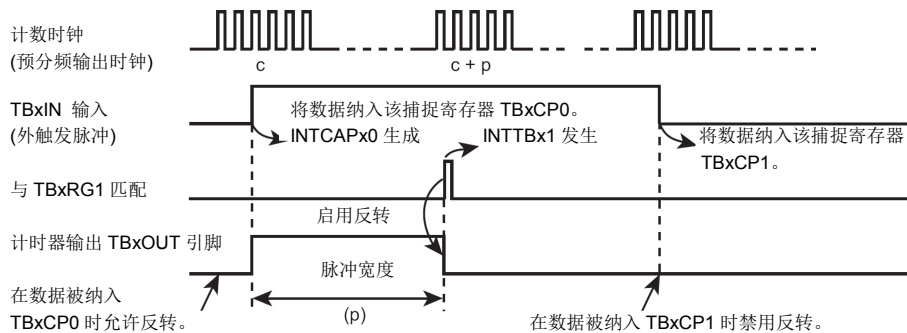 计数时钟
(预分频输出时钟)
c
c + p
TBxIN 输入
(外触发脉冲)
将数据纳入该捕捉寄存器 TBxCP0。
INTCAPx0 生成
INTTBx1 发生
将数据纳入该捕捉寄存器
TBxCP1。
与 TBxRG1 匹配
启用反转
计时器输出 TBxOUT 引脚
脉冲宽度
(p)
在数据被纳入
TBxCP0 时允许反转。
在数据被纳入 TBxCP1 时禁用反转。